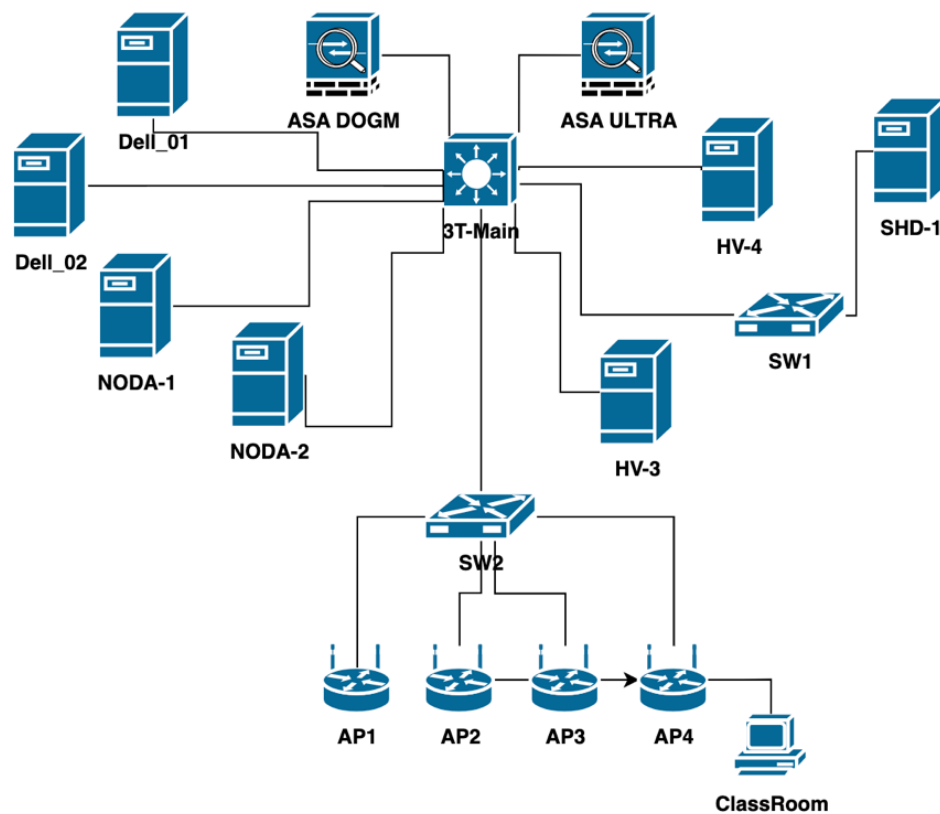 ASA DOGM
ASA ULTRA
Dell_01
3T-Main
HV-4
SHD-1
Dell_02
NODA-1
SW1
NODA-2
HV-3
SW2
AP1
AP2
AP3
AP4
ClassRoom